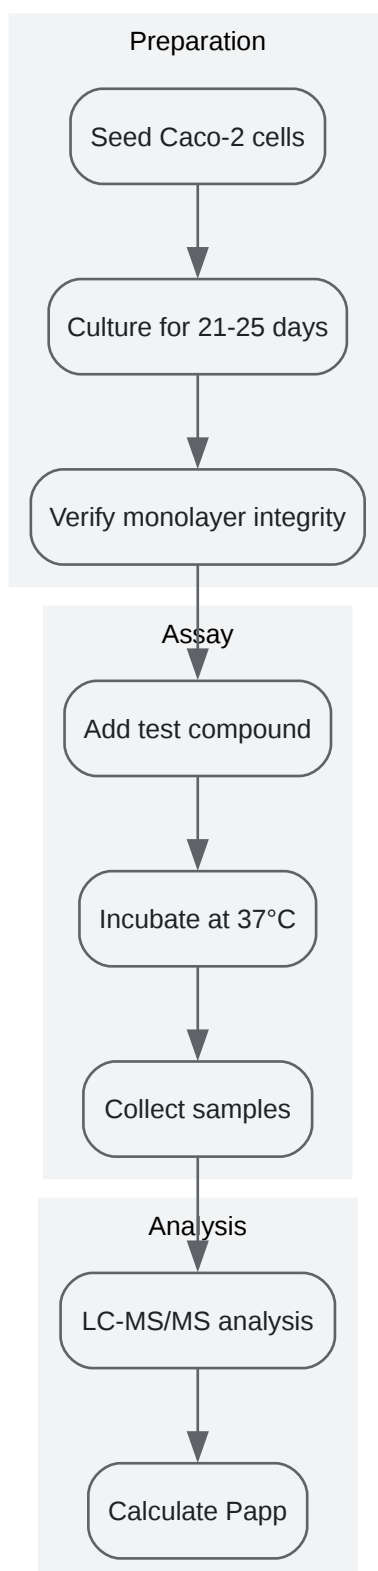 Preparation
Seed Caco-2 cells
Culture for 21-25 days
Verify monolayer integrity
Assay
Add test compound
Incubate at 37°C
Collect samples
Analysis
LC-MS/MS analysis
Calculate Papp